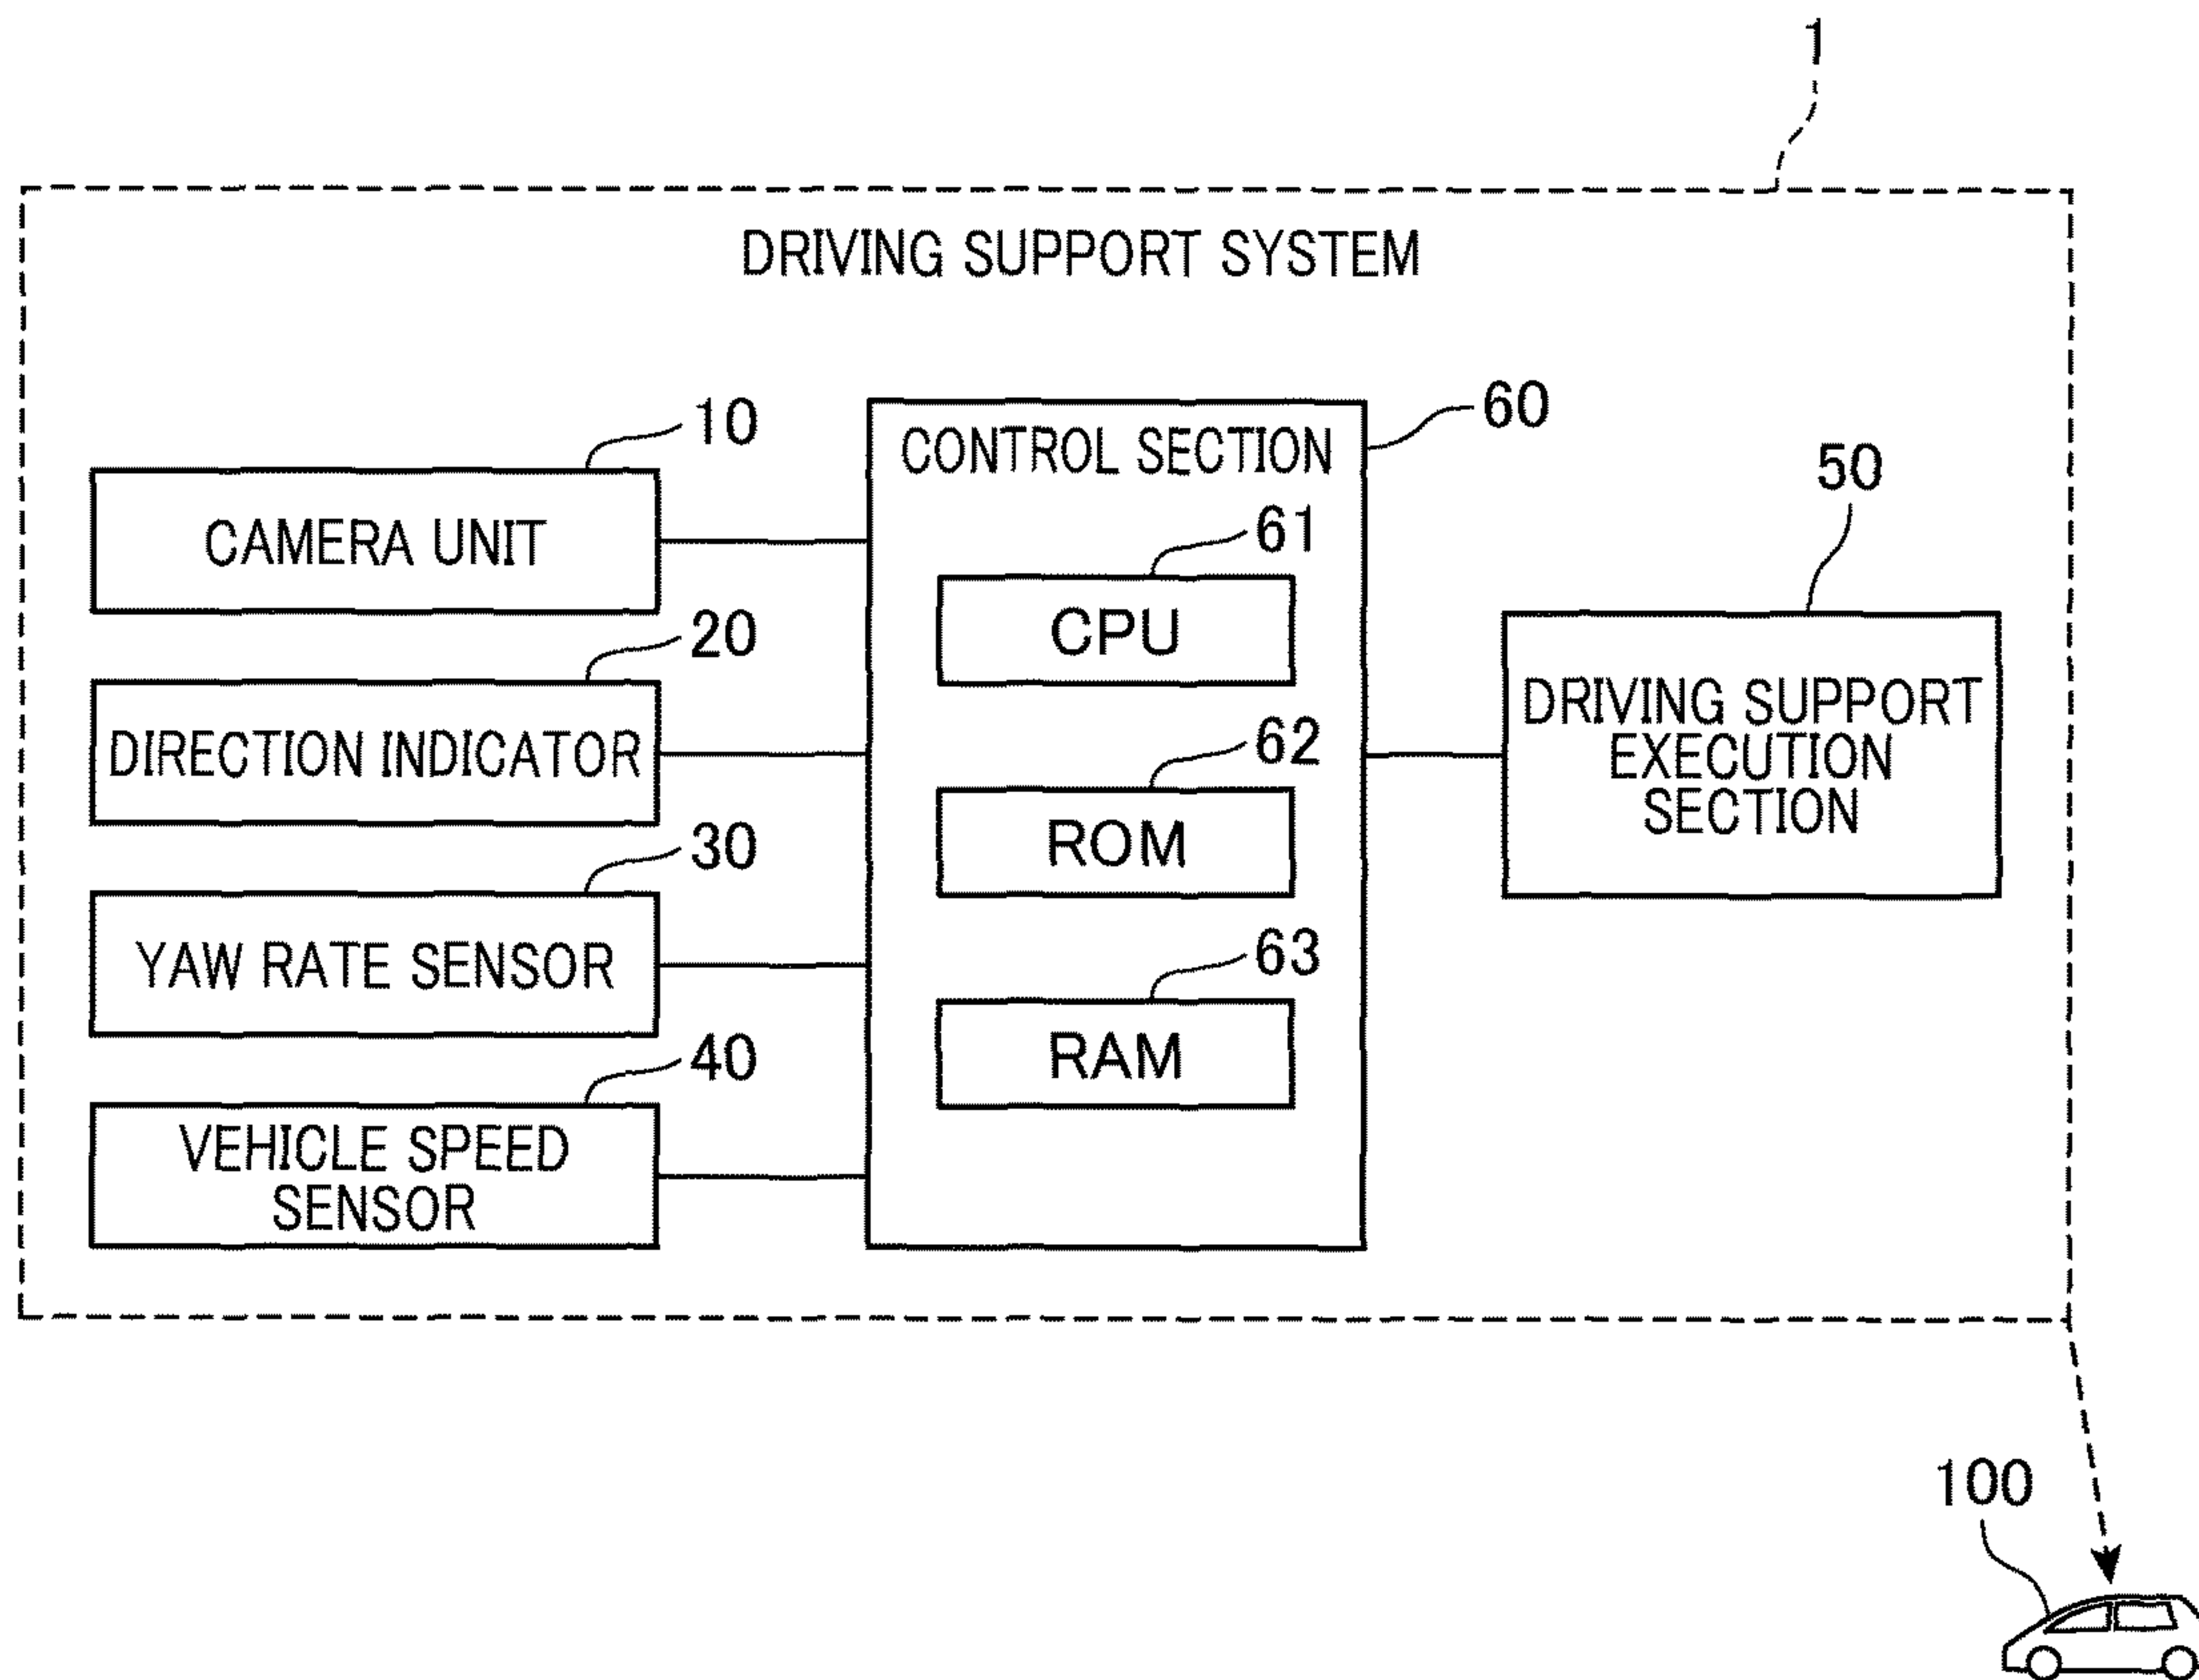 1
DRIVING SUPPORT SYSTEM
10
CAMERA UNIT
20
DIRECTION INDICATOR
30
YAW RATE SENSOR
40
VEHICLE SPEED
SENSOR
60
CONTROL SECTION
61
CPU
62
ROM
63
RAM
50
DRIVING SUPPORT
EXECUTION
SECTION
100